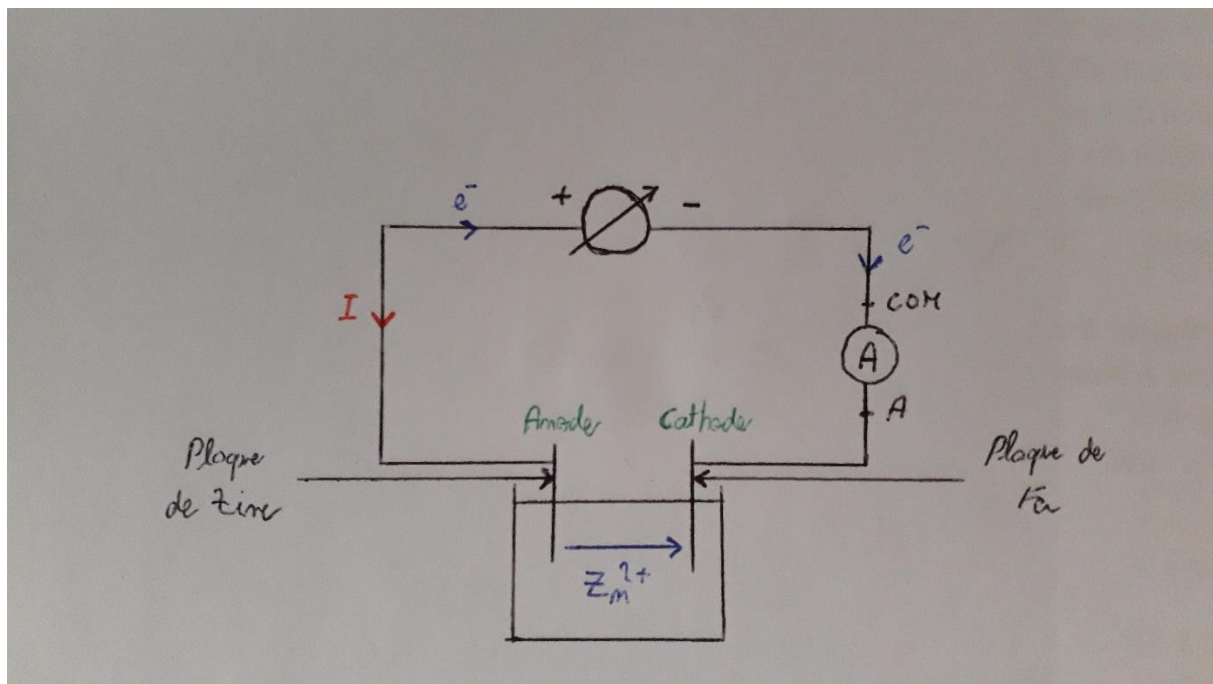 e⁻
+
-
e⁻
I
COM
A
A
Anode
Cathode
Plaque
de Zinc
Plaque de
Fer
Zn²⁺